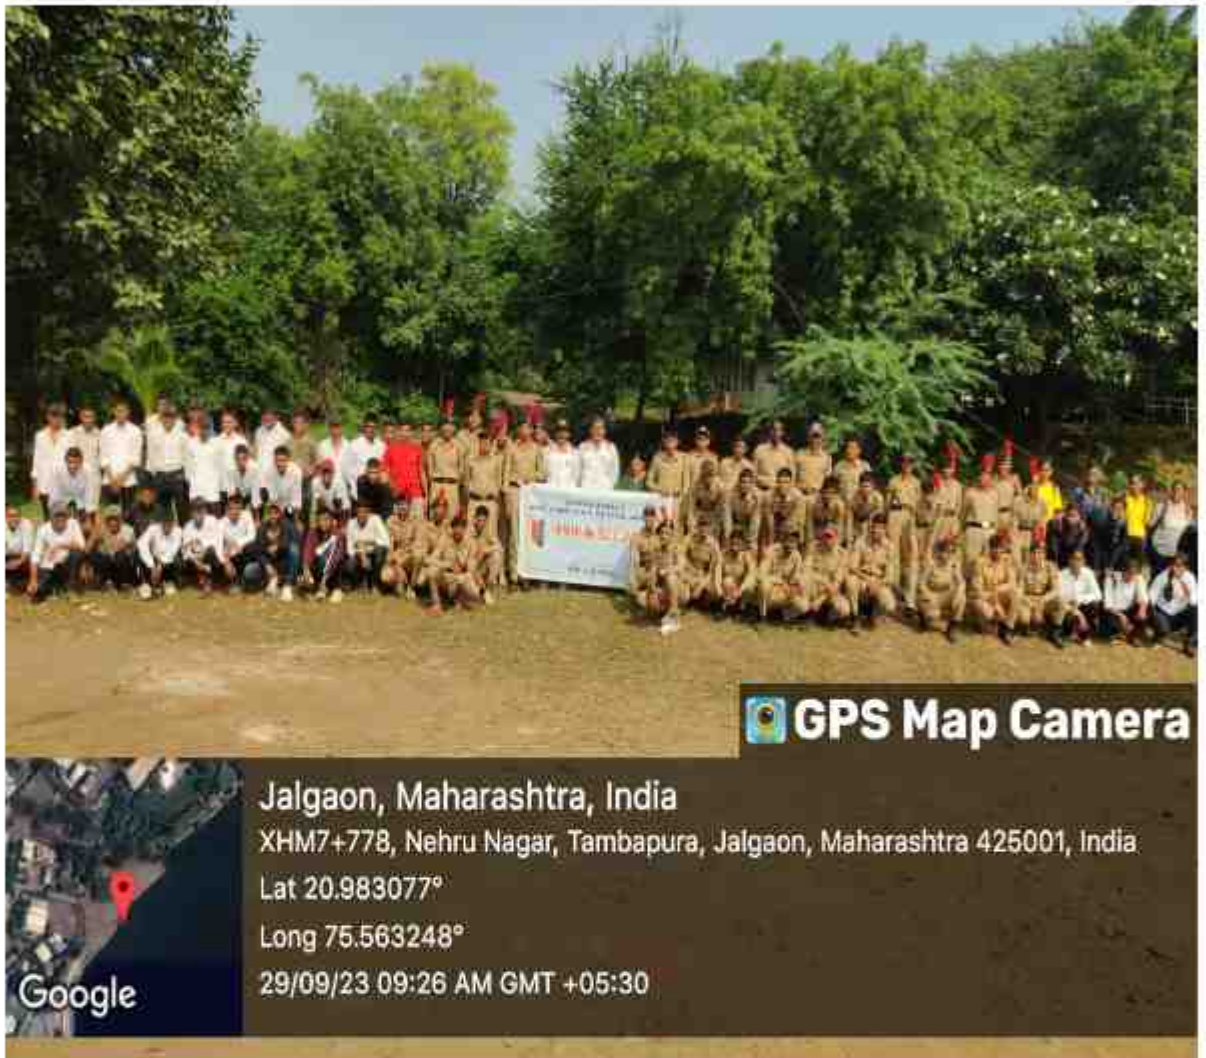 GPS Map Camera
Jalgaon, Maharashtra, India
XHM7+778, Nehru Nagar, Tambapura, Jalgaon, Maharashtra 425001, India
Lat 20.983077°
Long 75.563248°
29/09/23 09:26 AM GMT +05:30
Google